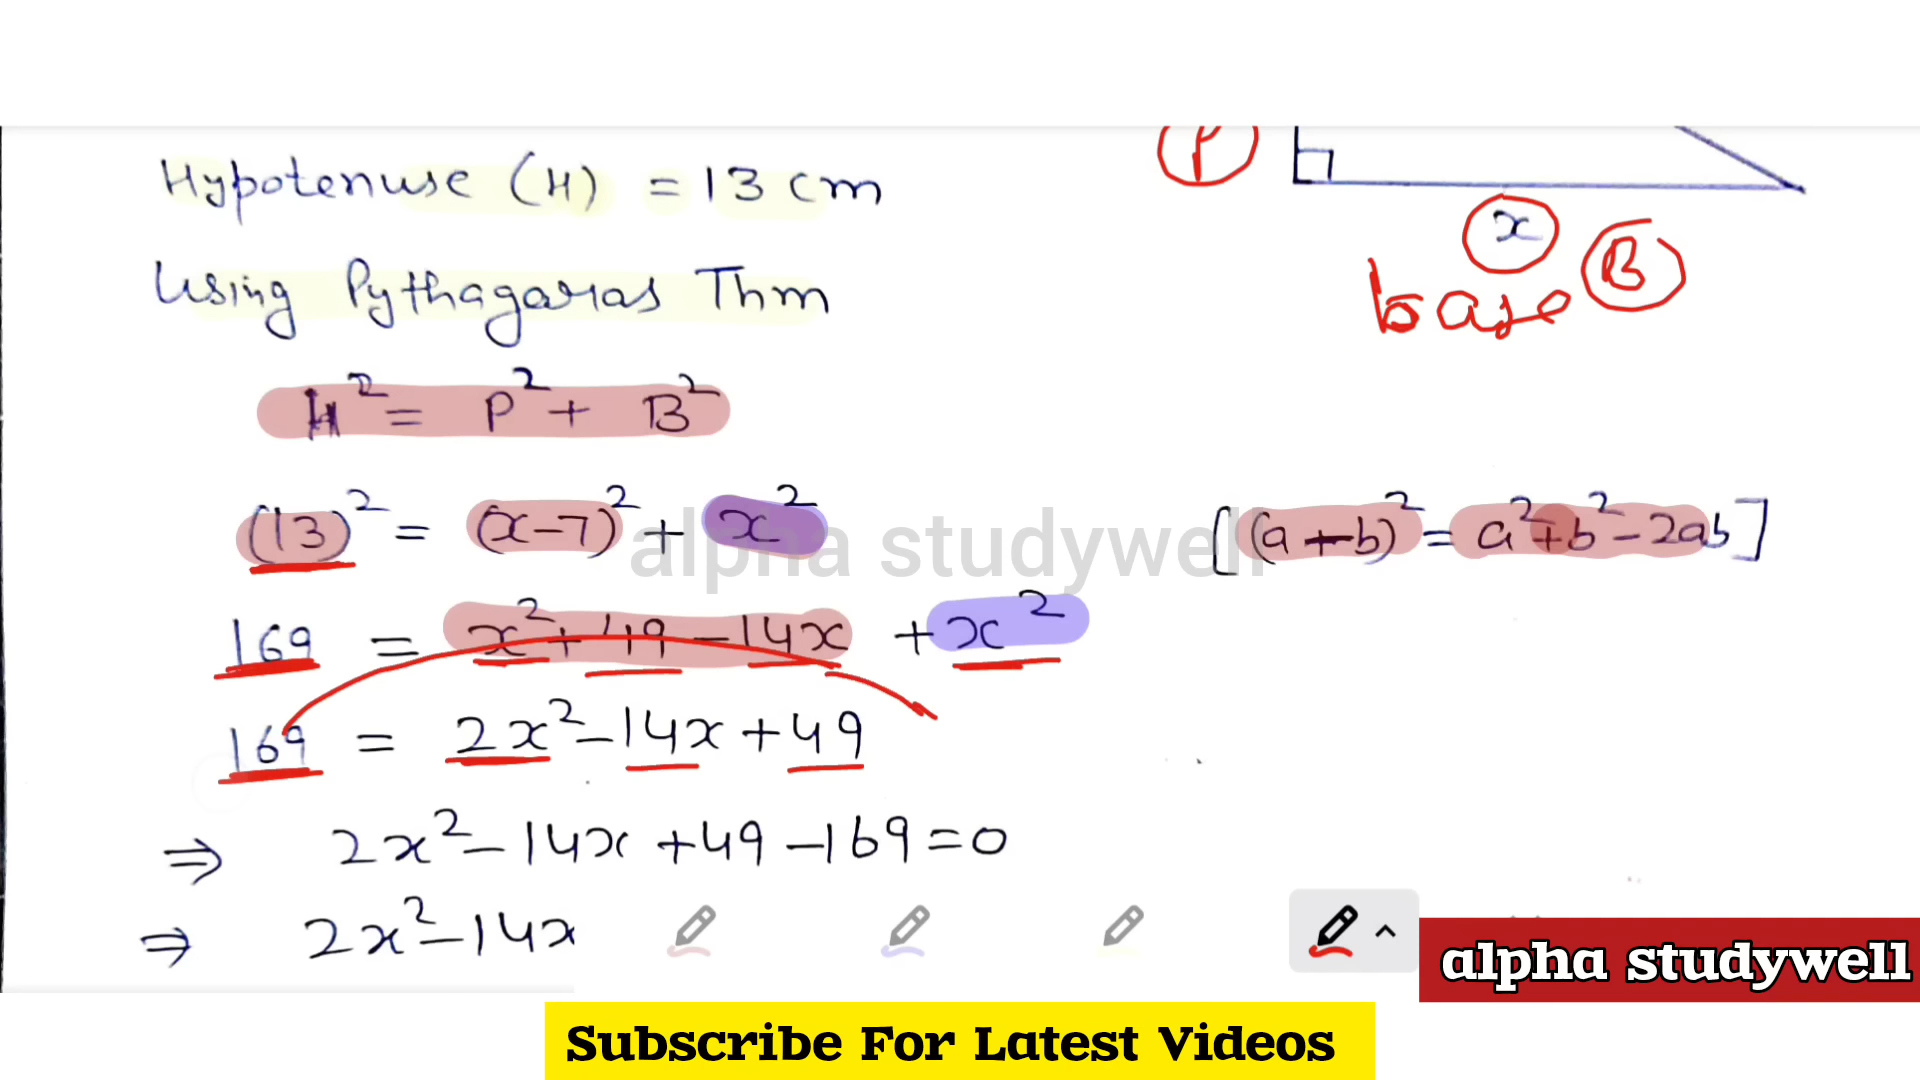 Hypotenuse (H) = 13 cm
P
x
B
base
Using Pythagoras Thm
H² = P² + B²
(13)² = (x-7)² + x²
[(a-b)² = a²+b²-2ab]
alpha studywell
169 = x²+49-14x + x²
169 = 2x²-14x+49
⇒ 2x²-14x+49-169=0
⇒ 2x²-14x
alpha studywell
Subscribe For Latest Videos